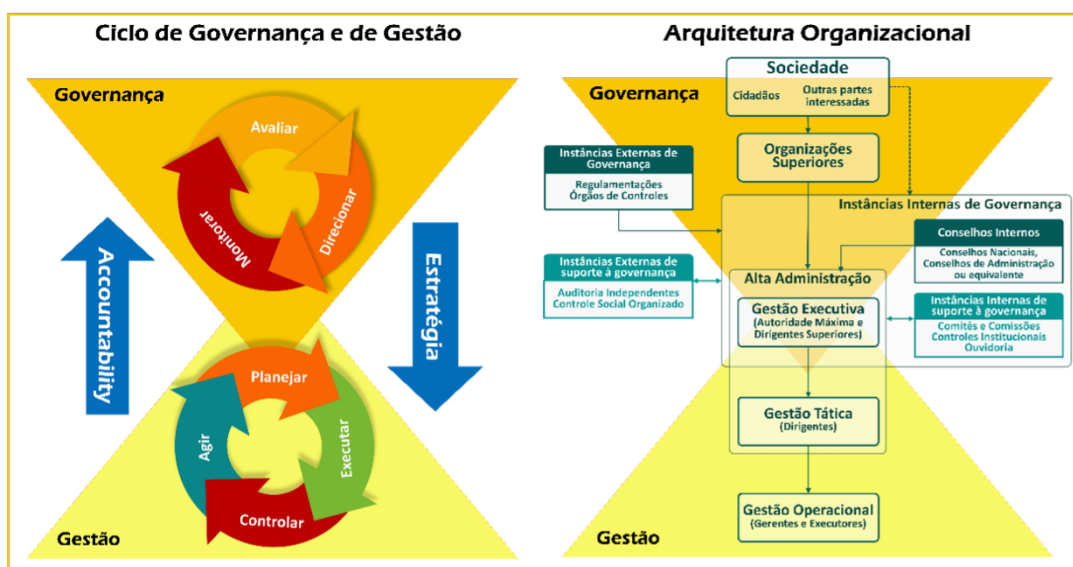 Ciclo de Governança e de Gestão
Governança
Avaliar
Direcionar
Monitorar
Accountability
Estratégia
Planejar
Executar
Controlar
Agir
Gestão
Arquitetura Organizacional
Governança
Sociedade
Cidadãos
Outras partes
interessadas
Organizações
Superiores
Instâncias Externas de
Governança
Regulamentações
Órgãos de Controles
Instâncias Internas de Governança
Conselhos Internos
Conselhos Nacionais,
Conselhos de Administração
ou equivalente
Instâncias Externas de
suporte à governança
Auditoria Independentes
Controle Social Organizado
Alta Administração
Gestão Executiva
(Autoridade Máxima e
Dirigentes Superiores)
Instâncias Internas de
suporte à governança
Comitês e Comissões
Controles Institucionais
Ouvidoria
Gestão Tática
(Dirigentes)
Gestão Operacional
(Gerentes e Executores)
Gestão